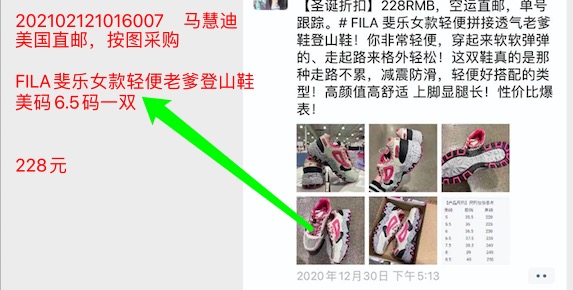 202102121016007 马慧迪
美国直邮，按图采购
FILA斐乐女款轻便老爹登山鞋
美码6.5码一双
228元
【圣诞折扣】228RMB，空运直邮，单号
跟踪。# FILA 斐乐女款轻便拼接透气老爹
鞋登山鞋！你非常轻便，穿起来软软弹弹
的、走起路来格外轻松！这双鞋真的是那
种走路不累，减震防滑，轻便好搭配的类
型！高颜值高舒适 上脚显腿长！性价比爆
表！
2020年12月30日 下午5:13